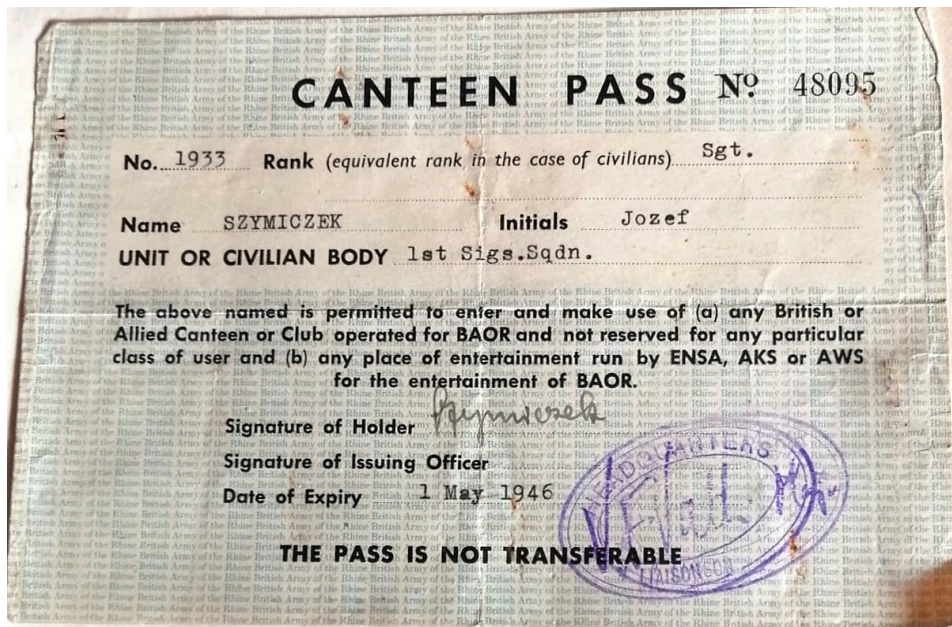 CANTEEN PASS Nº 48095
No. 1933 Rank (equivalent rank in the case of civilians) Sgt.
Name SZYMICZEK Initials Jozef
UNIT OR CIVILIAN BODY 1st Sigs.Sqdn.
The above named is permitted to enter and make use of (a) any British or
Allied Canteen or Club operated for BAOR and not reserved for any particular
class of user and (b) any place of entertainment run by ENSA, AKS or AWS
for the entertainment of BAOR.
Signature of Holder Szymiczek
Signature of Issuing Officer
Date of Expiry 1 May 1946
HEADQUARTERS
LIAISON
THE PASS IS NOT TRANSFERABLE